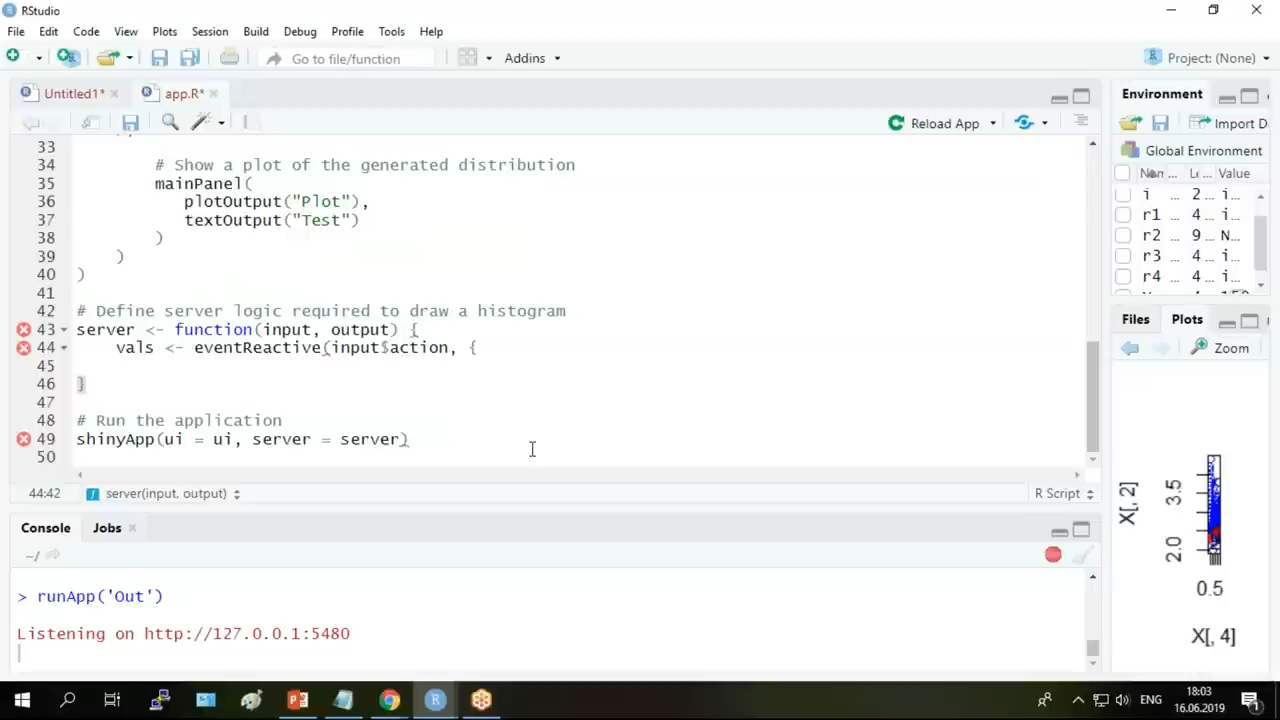 RStudio
File Edit Code View Plots Session Build Debug Profile Tools Help
Go to file/function Addins Project: (None)
Untitled1* app.R*
Reload App
33
34 # Show a plot of the generated distribution
35 mainPanel(
36 plotOutput("Plot"),
37 textOutput("Test")
38 )
39 )
40 )
41
42 # Define server logic required to draw a histogram
43 server <- function(input, output) {
44 vals <- eventReactive(input$action, {
45
46 }
47
48 # Run the application
49 shinyApp(ui = ui, server = server)
50
44:42 server(input, output) R Script
Console Jobs
~/
> runApp('Out')
Listening on http://127.0.0.1:5480
Environment
Import D
Global Environment
... L... Value
i ... 2... i...
r1 ... 4... i...
r2 ... 9... N...
r3 ... 4... i...
r4 ... 4... i...
Files Plots
Zoom
X[, 2]
3.5
2.0
0.5
X[, 4]
ENG
18:03
16.06.2019